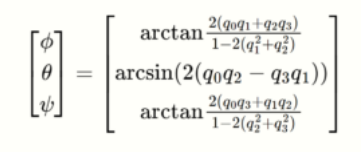 [ϕ θ ψ] = [arctan 2(q₀q₁+q₂q₃)/1−2(q₁²+q₂²)
arcsin(2(q₀q₂ − q₃q₁))
arctan 2(q₀q₃+q₁q₂)/1−2(q₂²+q₃²)]